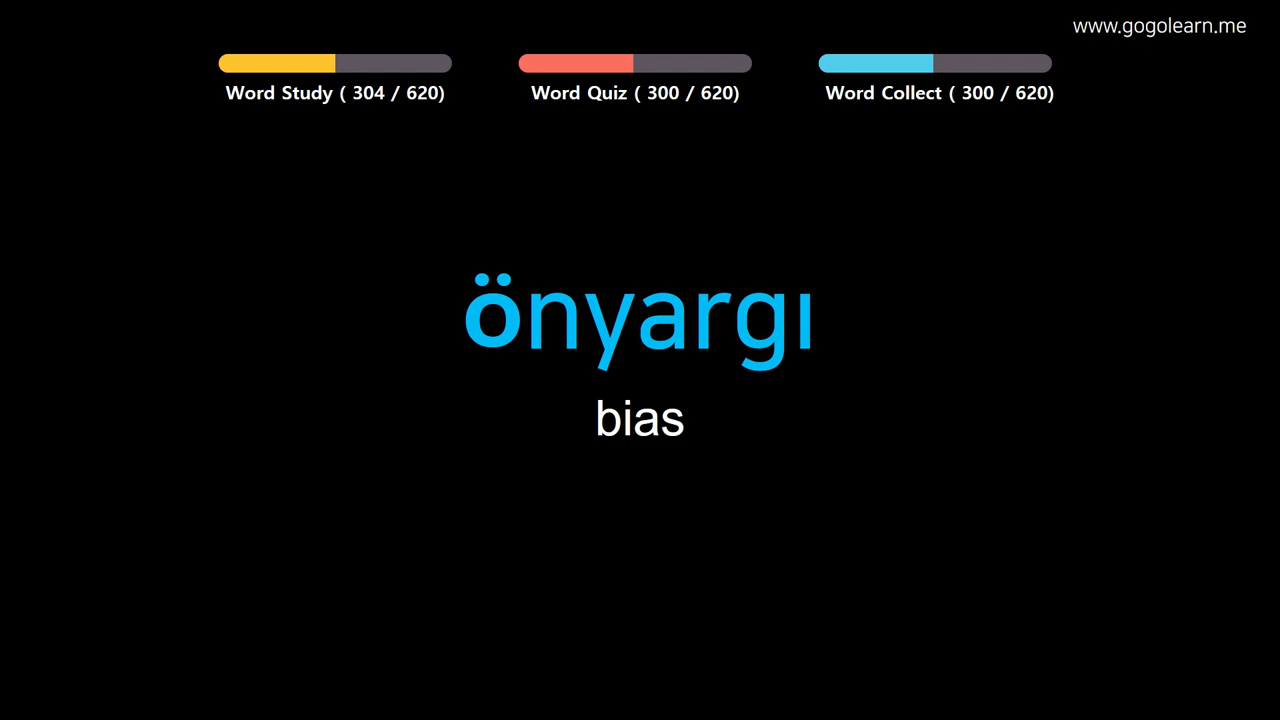 www.gogolearn.me
Word Study ( 304 / 620)
Word Quiz ( 300 / 620)
Word Collect ( 300 / 620)
önyargı
bias